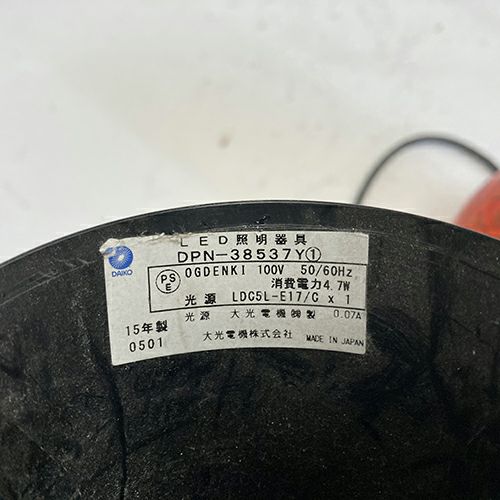 LED照明器具
DAIKO
DPN-38537Y①
PSE
OGDENKI 100V 50/60Hz
消費電力4.7W
光源 LDC5L-E17/C x 1
光源 大光電機㈱製 0.07A
15年製
0501
大光電機株式会社 MADE IN JAPAN